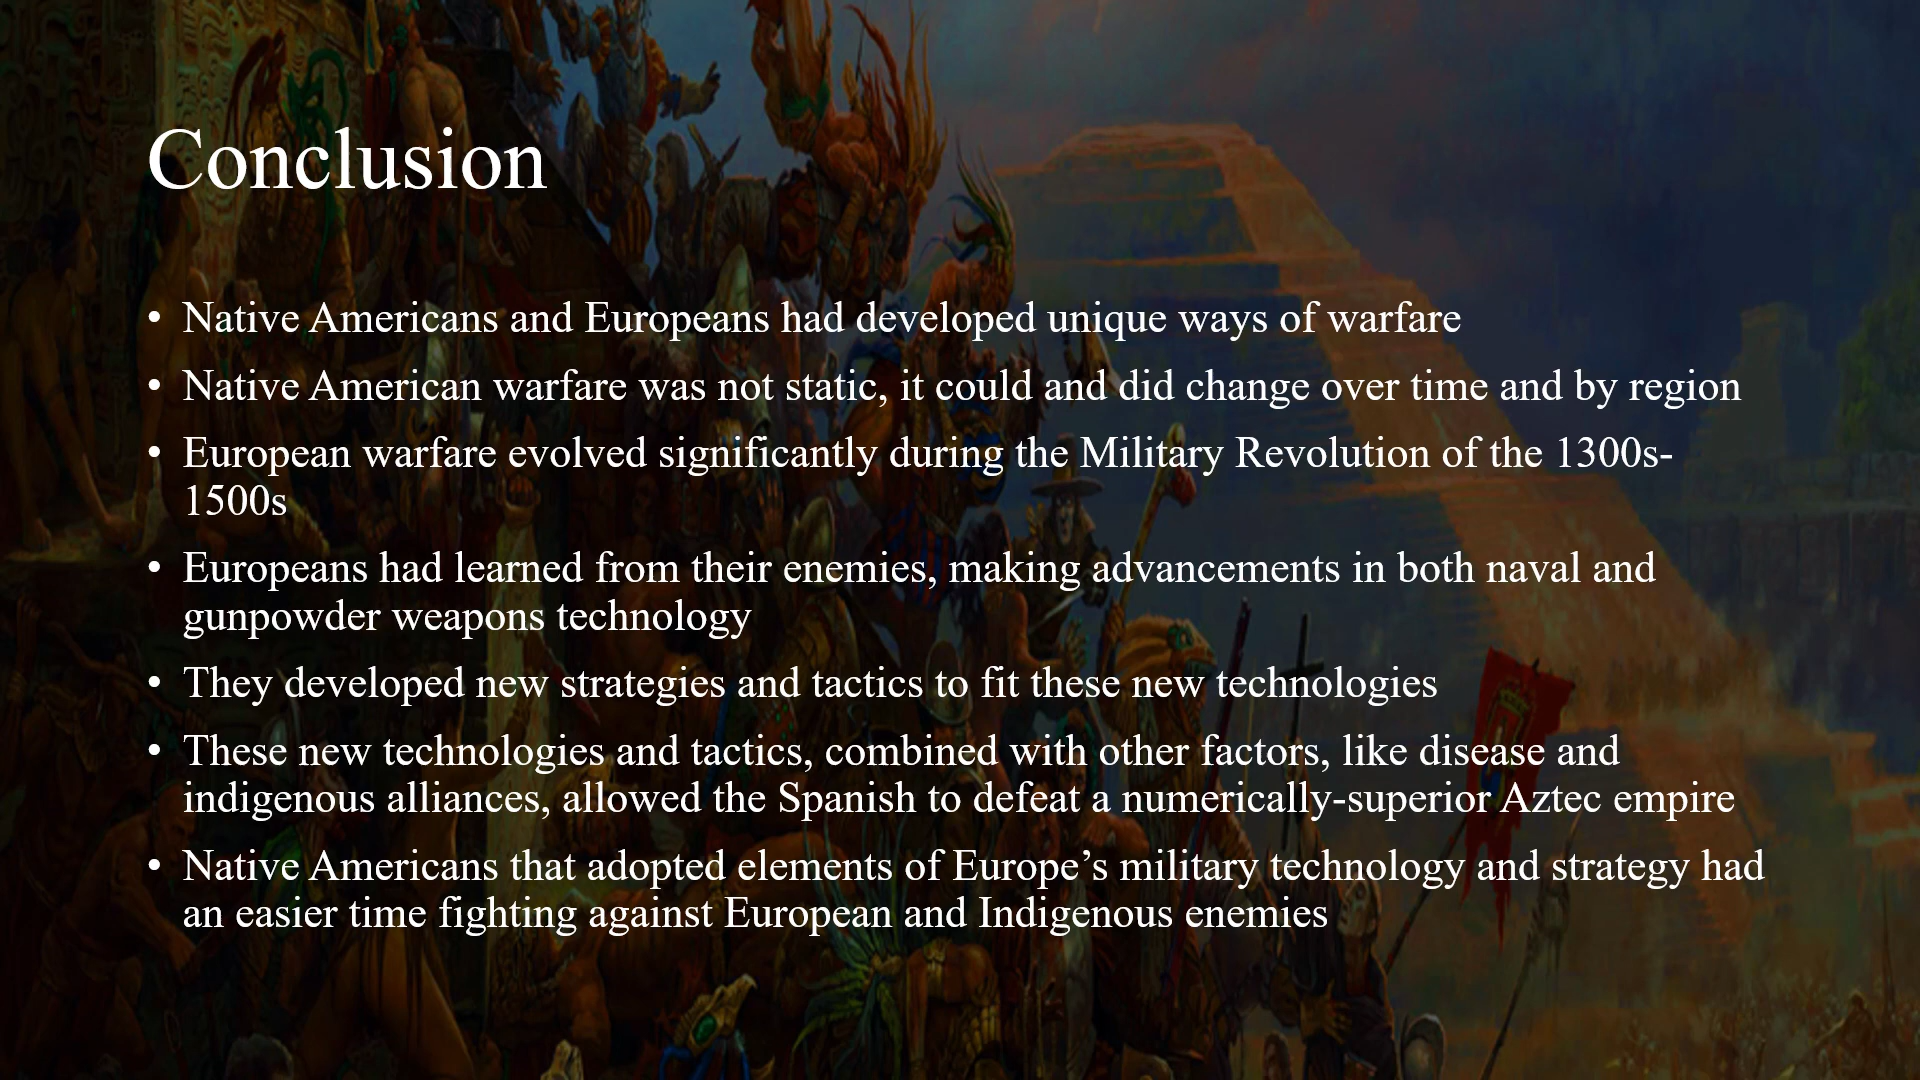 Conclusion
• Native Americans and Europeans had developed unique ways of warfare
• Native American warfare was not static, it could and did change over time and by region
• European warfare evolved significantly during the Military Revolution of the 1300s-
1500s
• Europeans had learned from their enemies, making advancements in both naval and
gunpowder weapons technology
• They developed new strategies and tactics to fit these new technologies
• These new technologies and tactics, combined with other factors, like disease and
indigenous alliances, allowed the Spanish to defeat a numerically-superior Aztec empire
• Native Americans that adopted elements of Europe’s military technology and strategy had
an easier time fighting against European and Indigenous enemies